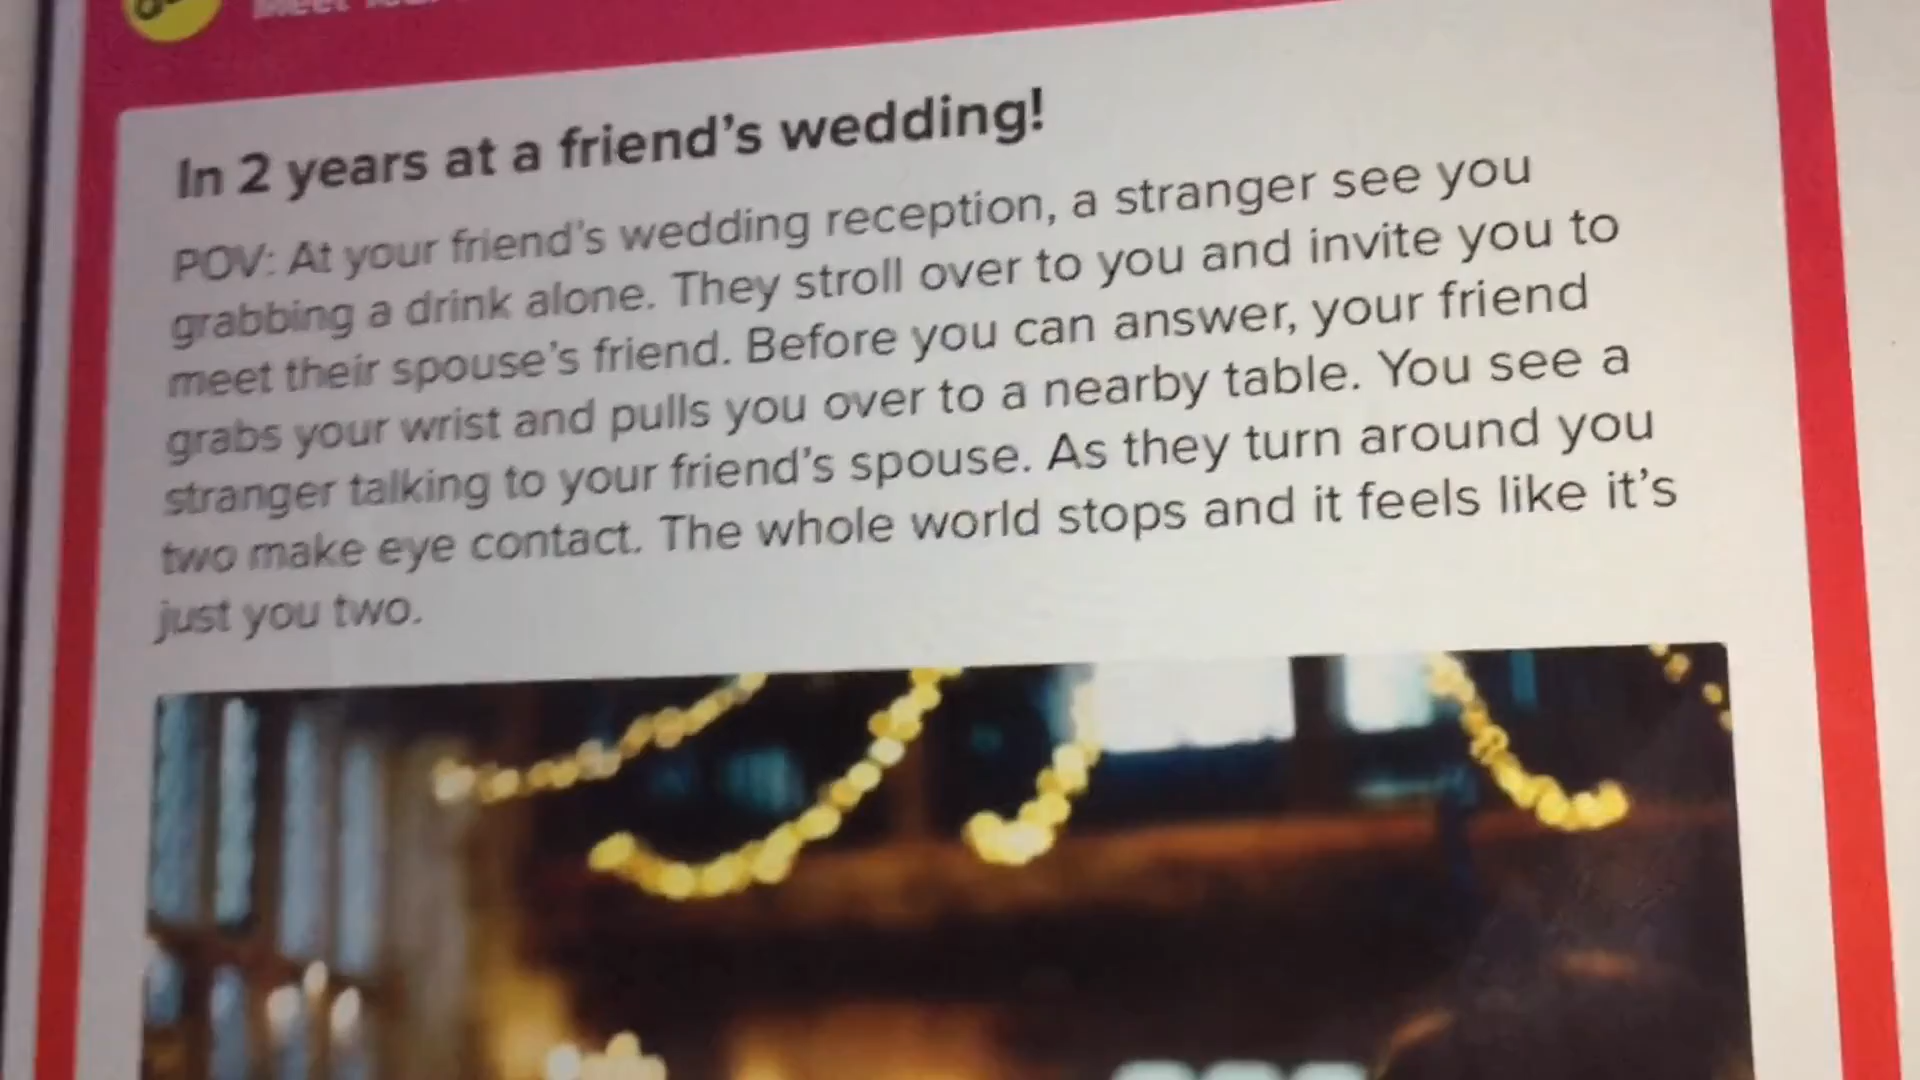 Meet
In 2 years at a friend's wedding!
POV: At your friend's wedding reception, a stranger see you
grabbing a drink alone. They stroll over to you and invite you to
meet their spouse's friend. Before you can answer, your friend
grabs your wrist and pulls you over to a nearby table. You see a
stranger talking to your friend's spouse. As they turn around you
two make eye contact. The whole world stops and it feels like it's
just you two.